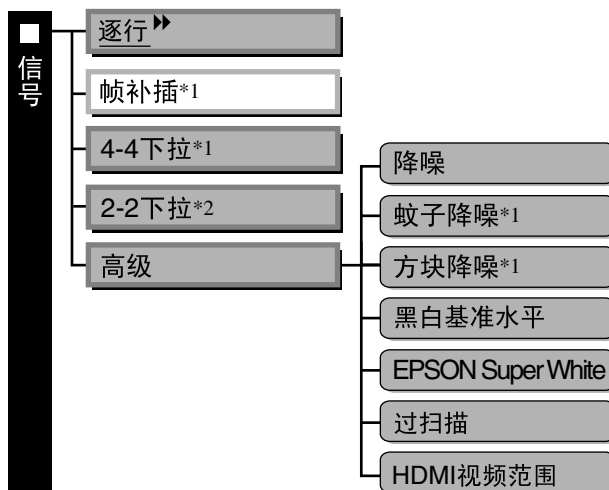 信号
逐行
帧补插*1
4-4下拉*1
2-2下拉*2
高级
降噪
蚊子降噪*1
方块降噪*1
黑白基准水平
EPSON Super White
过扫描
HDMI视频范围